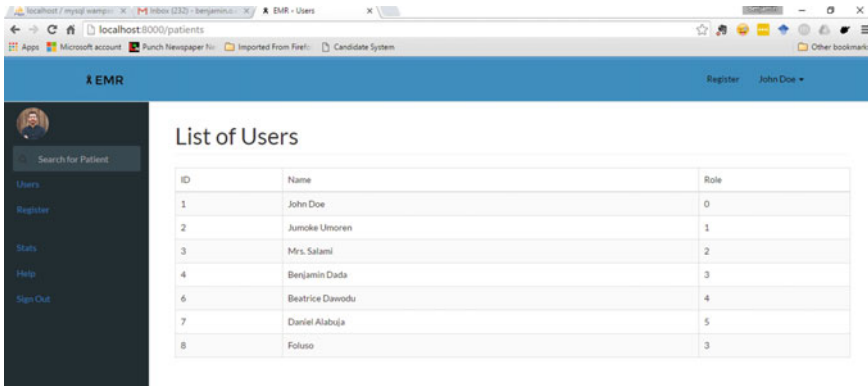 localhost / mysql wampse
M Inbox (232) - benjamin.o
EMR - Users
localhost:8000/patients
Apps Microsoft account Punch Newspaper Ne Imported From Firefo Candidate System Other bookmarks
EMR Register John Doe
List of Users
Search for Patient
Users
Register
Stats
Help
Sign Out
ID Name Role
1 John Doe 0
2 Jumoke Umoren 1
3 Mrs. Salami 2
4 Benjamin Dada 3
6 Beatrice Dawodu 4
7 Daniel Alabuja 5
8 Foluso 3